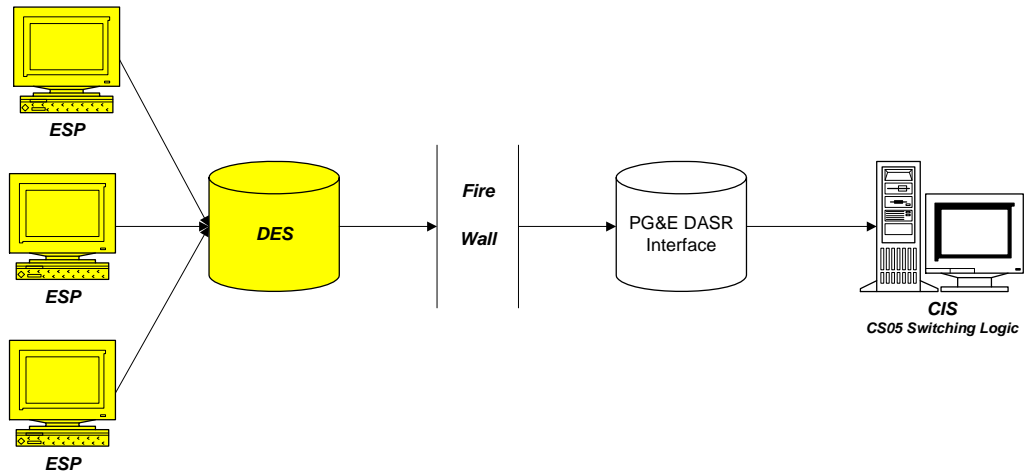 ESP
ESP
ESP
DES
Fire
Wall
PG&E DASR
Interface
CIS
CS05 Switching Logic